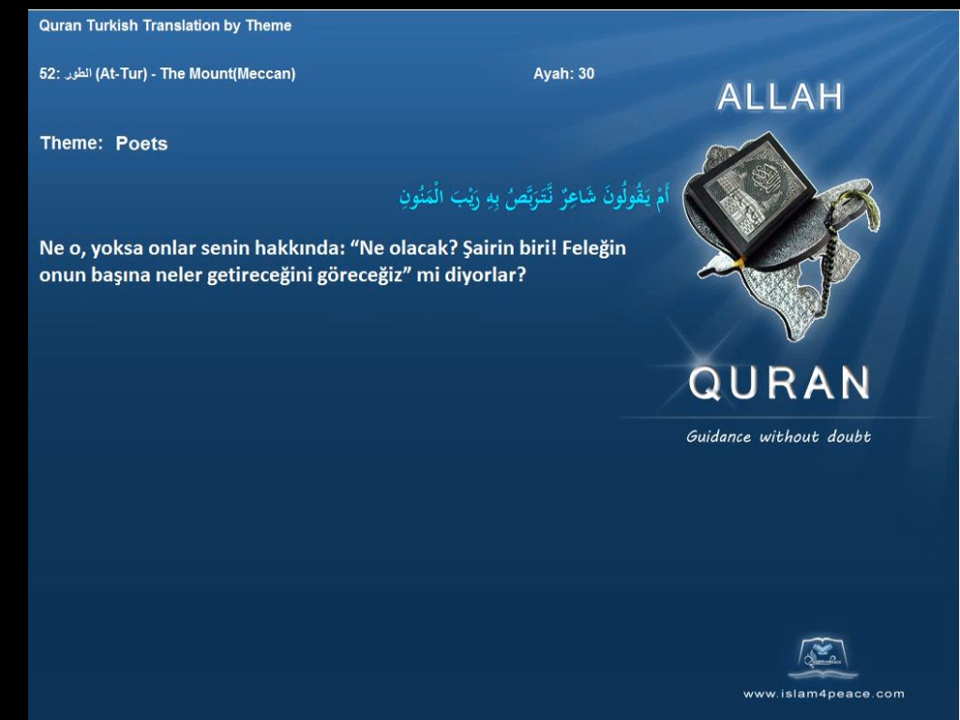 Quran Turkish Translation by Theme
52: الطور (At-Tur) - The Mount(Meccan)
Ayah: 30
Theme: Poets
أَمْ يَقُولُونَ شَاعِرٌ نَّتَرَبَّصُ بِهِ رَيْبَ الْمَنُونِ
Ne o, yoksa onlar senin hakkında: “Ne olacak? Şairin biri! Feleğin
onun başına neler getireceğini göreceğiz” mi diyorlar?
ALLAH
QURAN
Guidance without doubt
www.islam4peace.com